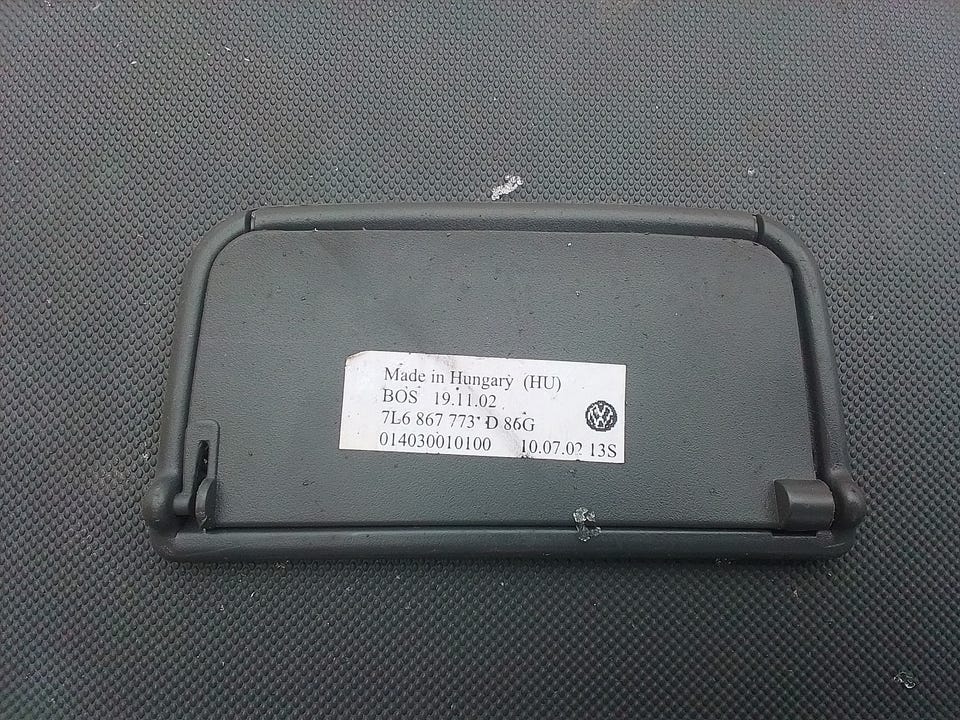 Made in Hungary (HU)
BOS 19.11.02
7L6 867 773 D 86G
014030010100 10.07.02 13S